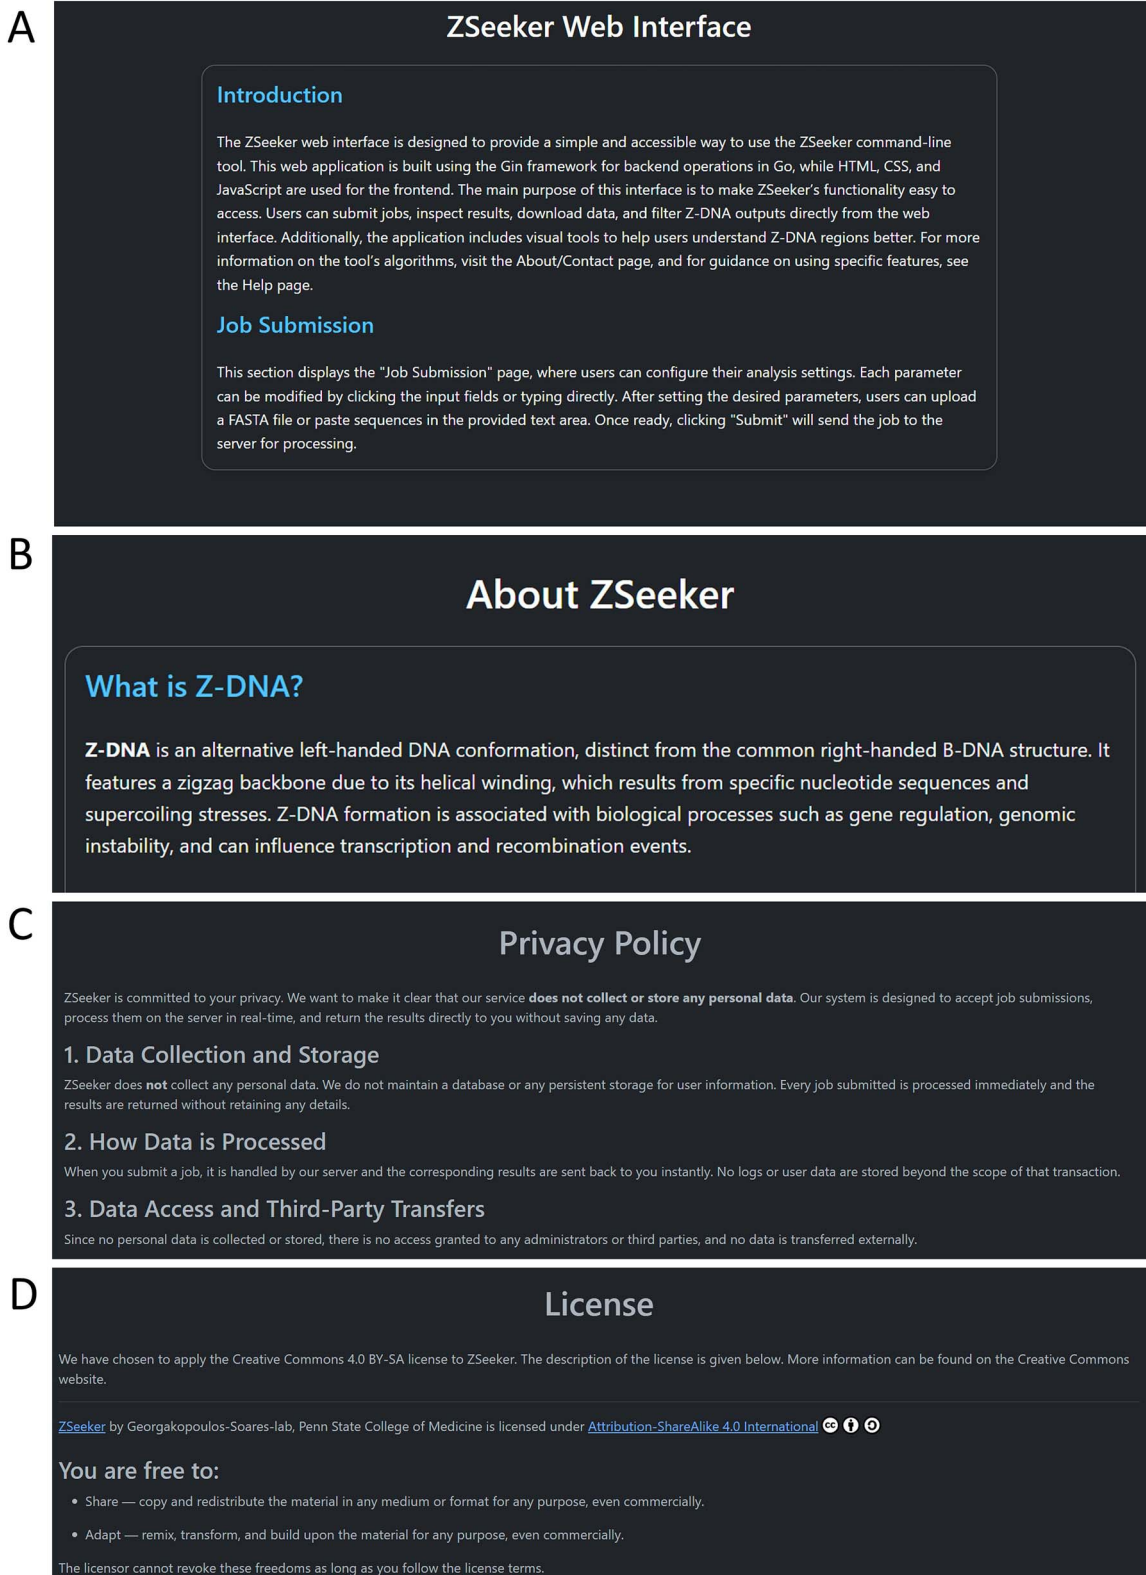 A
ZSeeker Web Interface
Introduction
The ZSeeker web interface is designed to provide a simple and accessible way to use the ZSeeker command-line
tool. This web application is built using the Gin framework for backend operations in Go, while HTML, CSS, and
JavaScript are used for the frontend. The main purpose of this interface is to make ZSeeker's functionality easy to
access. Users can submit jobs, inspect results, download data, and filter Z-DNA outputs directly from the web
interface. Additionally, the application includes visual tools to help users understand Z-DNA regions better. For more
information on the tool's algorithms, visit the About/Contact page, and for guidance on using specific features, see
the Help page.
Job Submission
This section displays the "Job Submission" page, where users can configure their analysis settings. Each parameter
can be modified by clicking the input fields or typing directly. After setting the desired parameters, users can upload
a FASTA file or paste sequences in the provided text area. Once ready, clicking "Submit" will send the job to the
server for processing.
B
About ZSeeker
What is Z-DNA?
Z-DNA is an alternative left-handed DNA conformation, distinct from the common right-handed B-DNA structure. It
features a zigzag backbone due to its helical winding, which results from specific nucleotide sequences and
supercoiling stresses. Z-DNA formation is associated with biological processes such as gene regulation, genomic
instability, and can influence transcription and recombination events.
C
Privacy Policy
ZSeeker is committed to your privacy. We want to make it clear that our service does not collect or store any personal data. Our system is designed to accept job submissions,
process them on the server in real-time, and return the results directly to you without saving any data.
1. Data Collection and Storage
ZSeeker does not collect any personal data. We do not maintain a database or any persistent storage for user information. Every job submitted is processed immediately and the
results are returned without retaining any details.
2. How Data is Processed
When you submit a job, it is handled by our server and the corresponding results are sent back to you instantly. No logs or user data are stored beyond the scope of that transaction.
3. Data Access and Third-Party Transfers
Since no personal data is collected or stored, there is no access granted to any administrators or third parties, and no data is transferred externally.
D
License
We have chosen to apply the Creative Commons 4.0 BY-SA license to ZSeeker. The description of the license is given below. More information can be found on the Creative Commons
website.
ZSeeker by Georgakopoulos-Soares-lab, Penn State College of Medicine is licensed under Attribution-ShareAlike 4.0 International
You are free to:
• Share — copy and redistribute the material in any medium or format for any purpose, even commercially.
• Adapt — remix, transform, and build upon the material for any purpose, even commercially.
The licensor cannot revoke these freedoms as long as you follow the license terms.